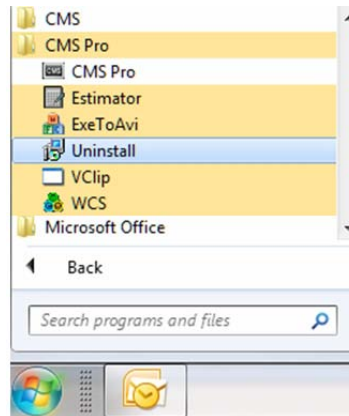 CMS
CMS Pro
CMS Pro
Estimator
ExeToAvi
Uninstall
VClip
WCS
Microsoft Office
Back
Search programs and files